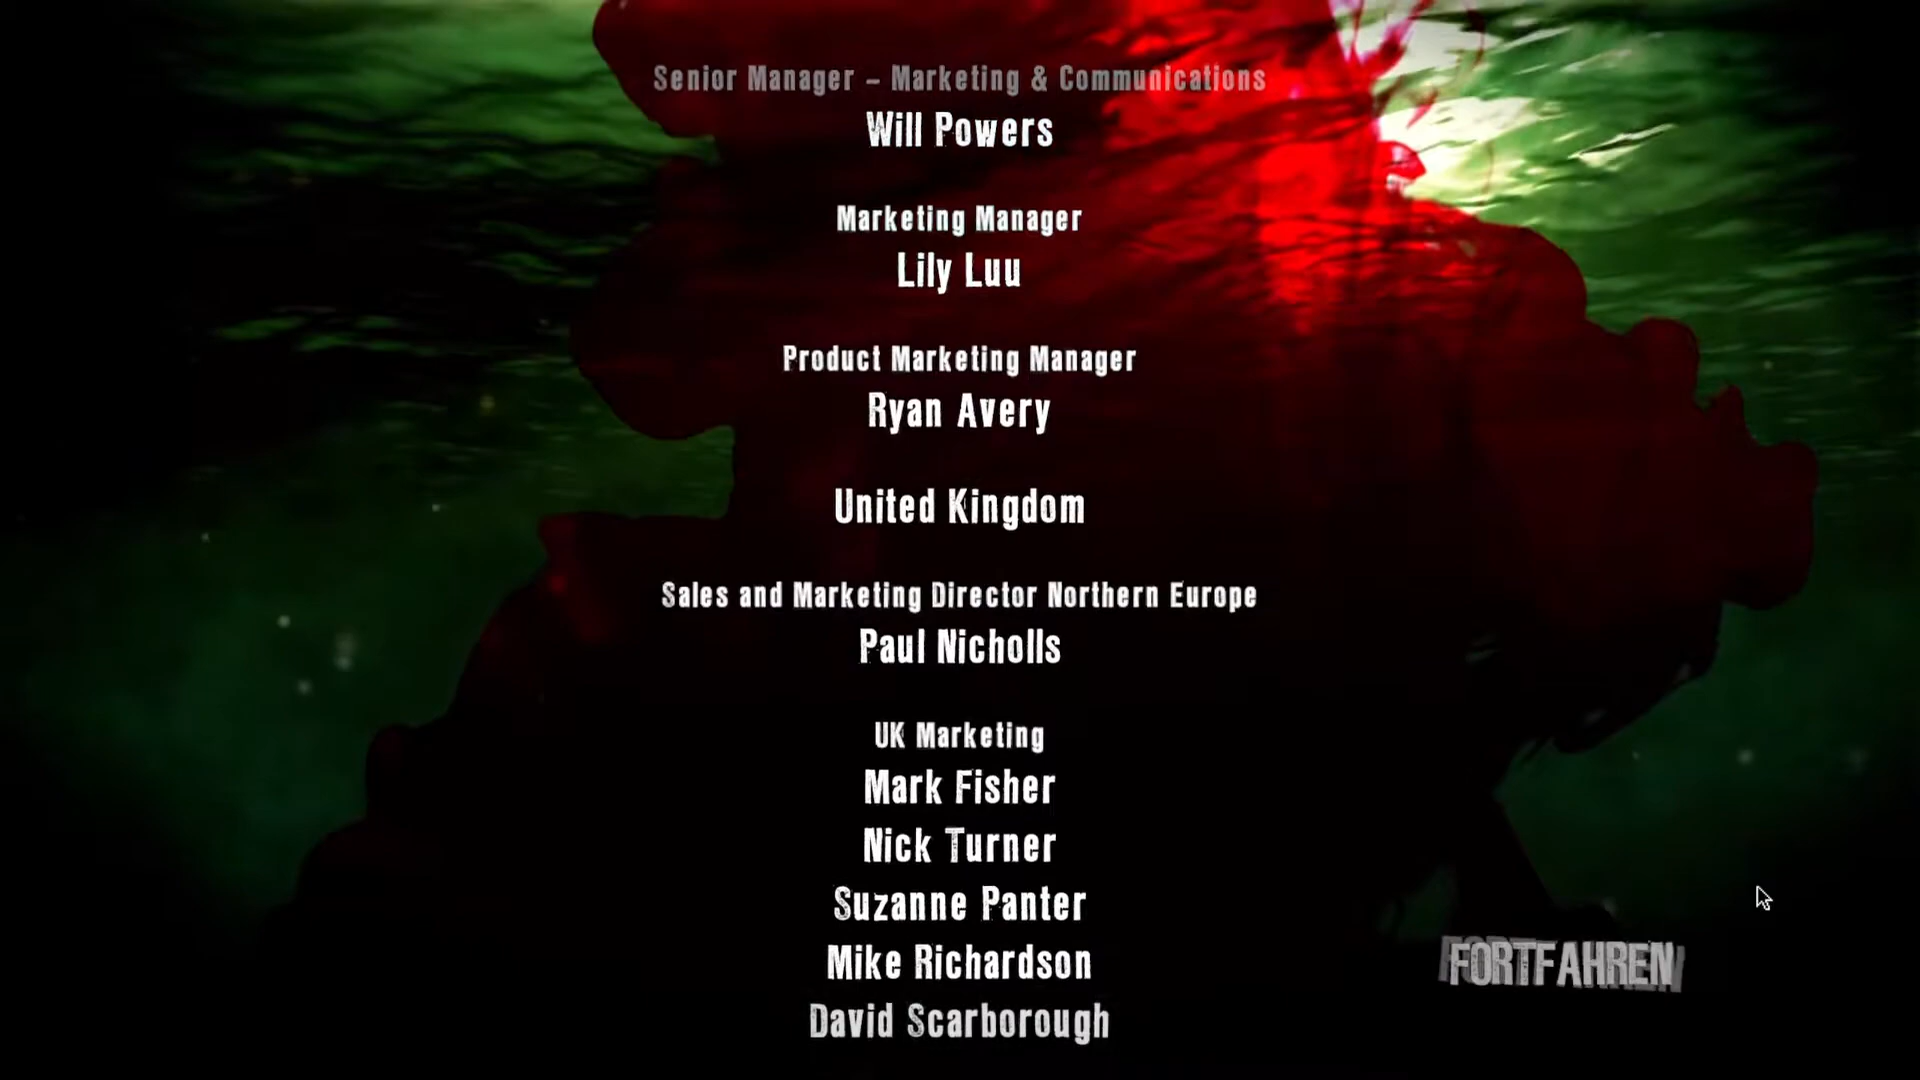 Senior Manager – Marketing & Communications
Will Powers
Marketing Manager
Lily Luu
Product Marketing Manager
Ryan Avery
United Kingdom
Sales and Marketing Director Northern Europe
Paul Nicholls
UK Marketing
Mark Fisher
Nick Turner
Suzanne Panter
Mike Richardson
David Scarborough
FORTFAHREN